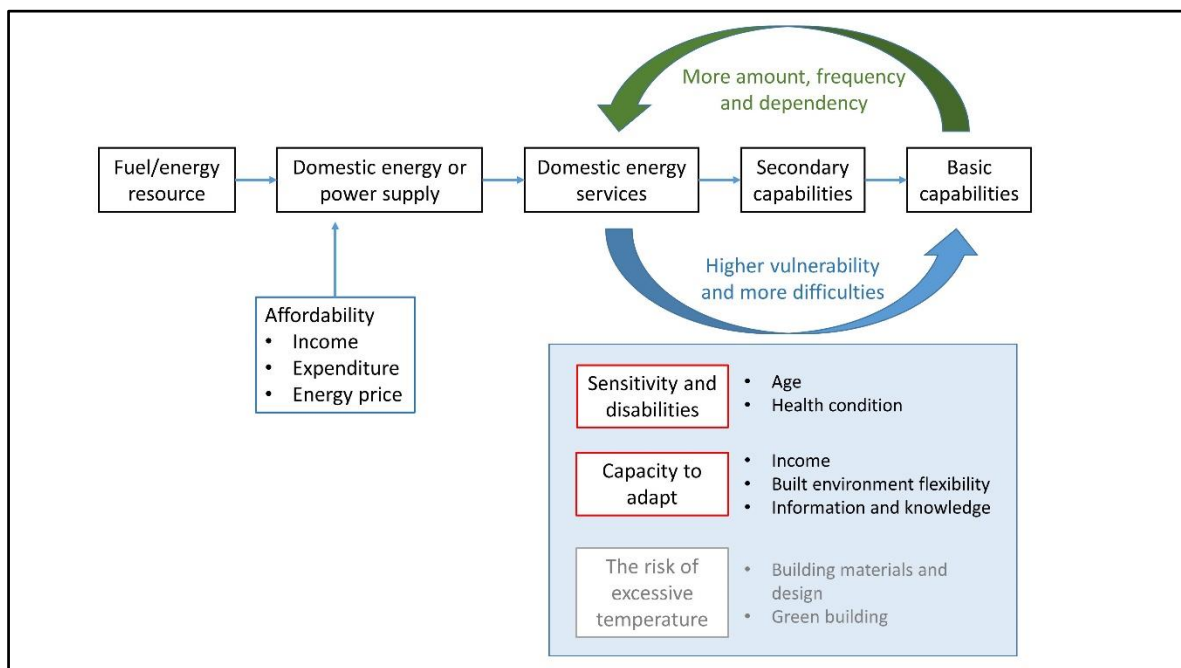 More amount, frequency
and dependency
Fuel/energy
resource
Domestic energy or
power supply
Domestic energy
services
Secondary
capabilities
Basic
capabilities
Higher vulnerability
and more difficulties
Affordability
• Income
• Expenditure
• Energy price
Sensitivity and
disabilities
• Age
• Health condition
Capacity to
adapt
• Income
• Built environment flexibility
• Information and knowledge
The risk of
excessive
temperature
• Building materials and
design
• Green building